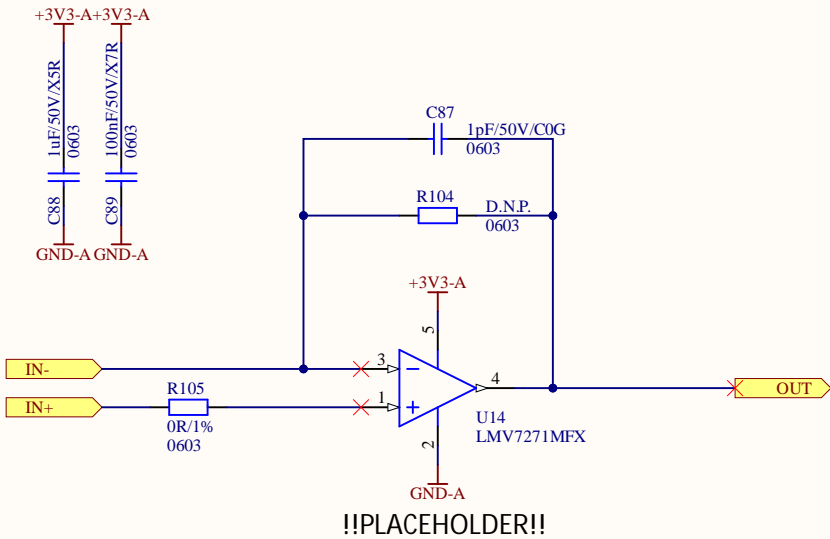 +3V3-A
+3V3-A
1uF/50V/X5R
0603
C88
100nF/50V/X7R
0603
C89
GND-A
GND-A
C87
1pF/50V/C0G
0603
R104
D.N.P.
0603
+3V3-A
5
IN-
3
4
OUT
IN+
R105
0R/1%
0603
1
2
U14
LMV7271MFX
GND-A
!!PLACEHOLDER!!